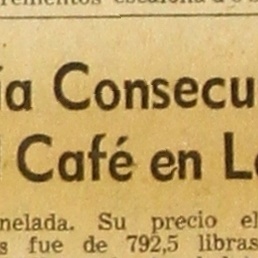 ía Consecu
Café en L
nelada. Su precio el
s fue de 792,5 libras